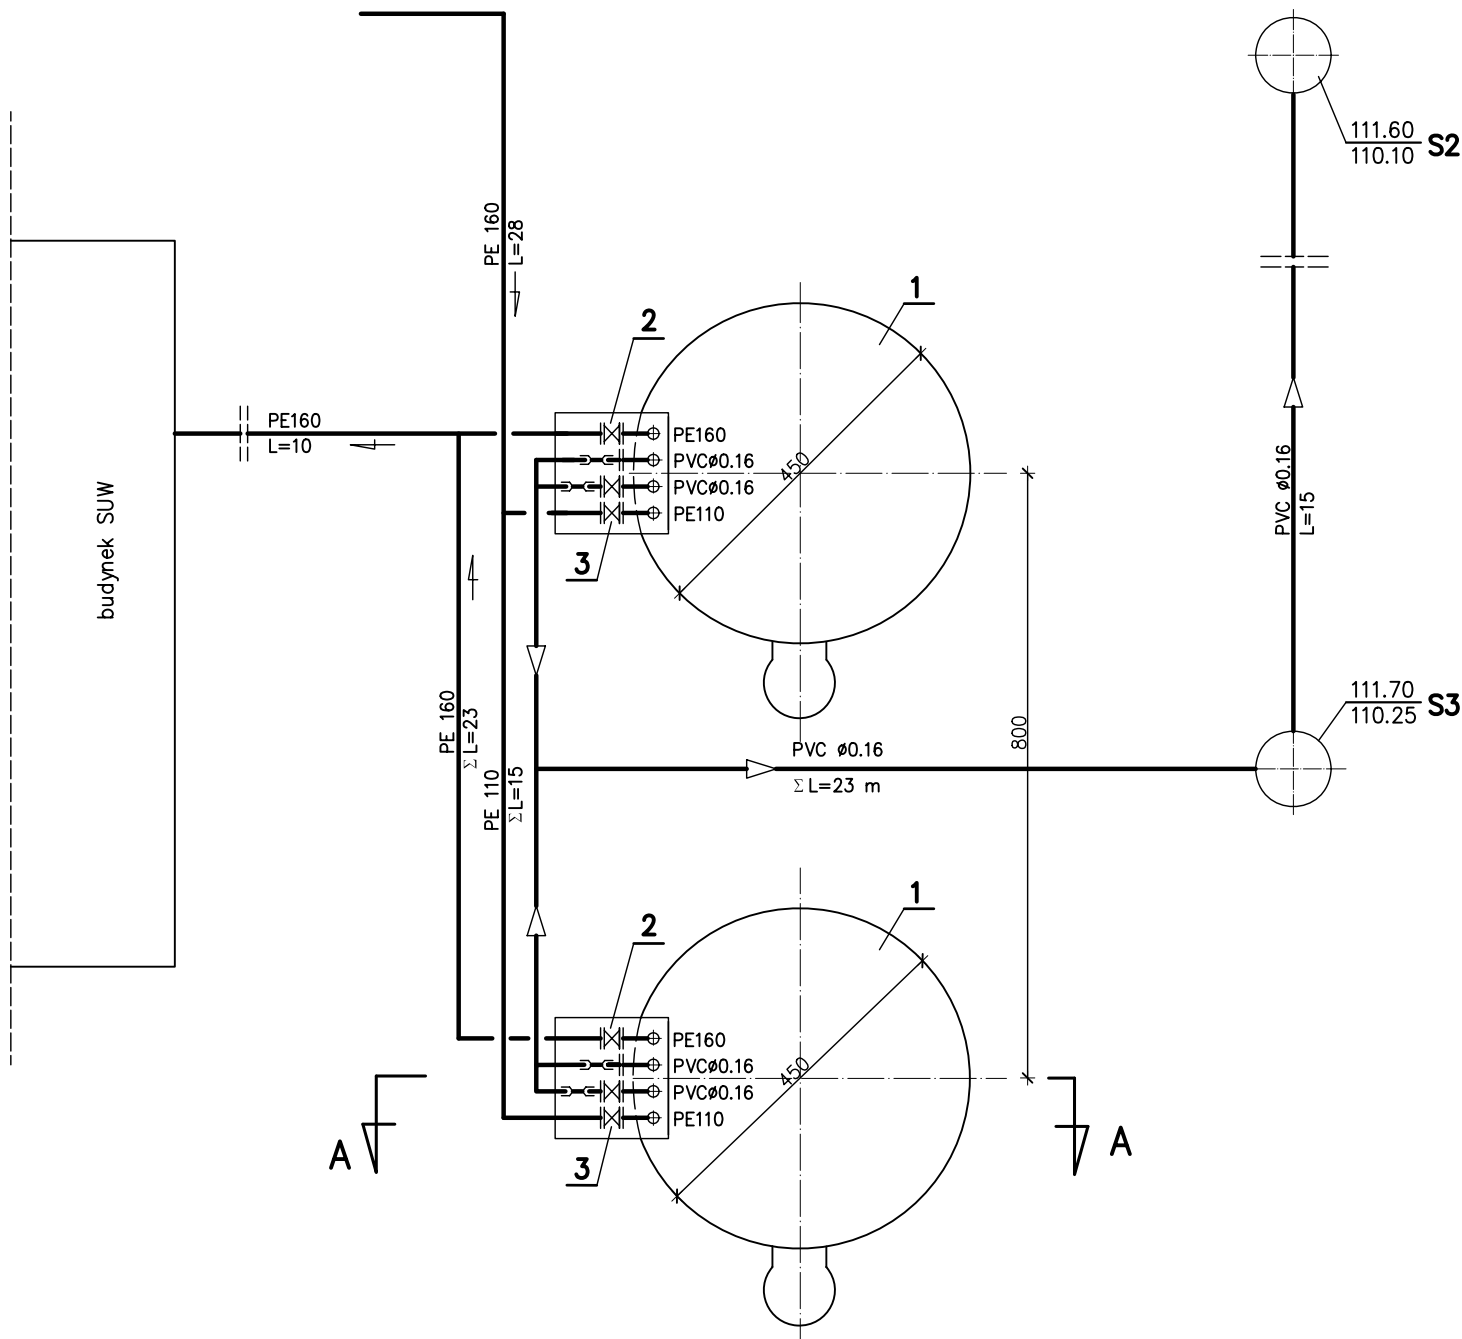 111.60
110.10 S2
PE 160
L=28
1
2
PE160
L=10
PE160
PVCø0.16
PVCø0.16
PE110
450
3
PVC ø0.16
L=15
budynek SUW
111.70
110.25 S3
PE 160
ΣL=23
PE 110
ΣL=15
PVC ø0.16
Σ L=23 m
800
1
2
PE160
PVCø0.16
PVCø0.16
PE110
450
3
A
A